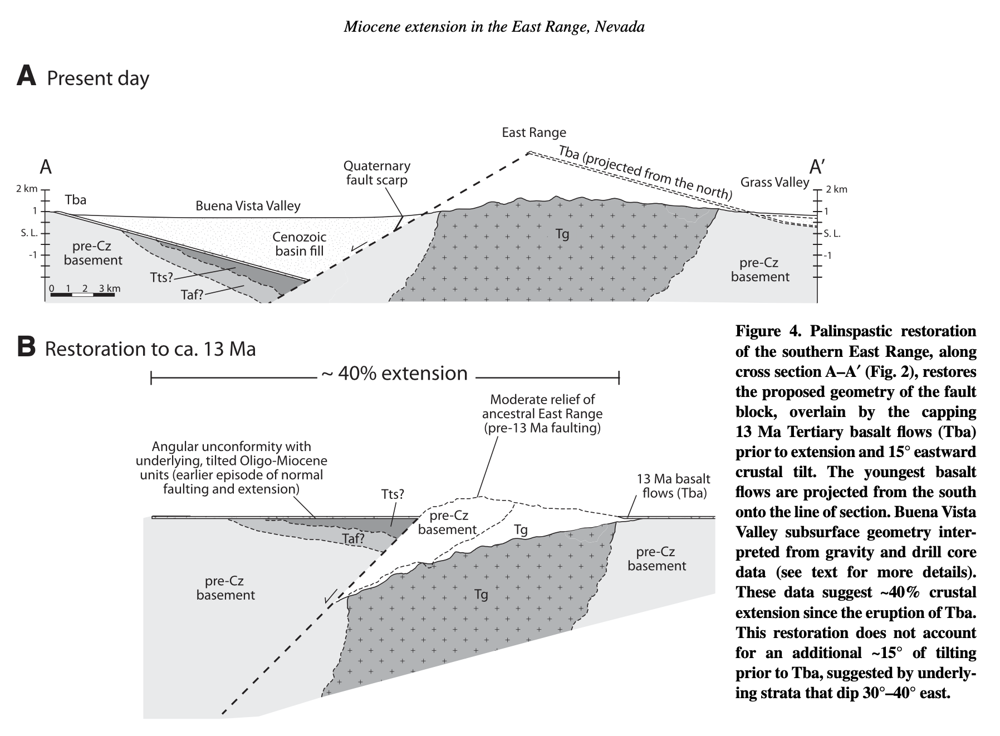 Miocene extension in the East Range, Nevada
A Present day
East Range
Tba (projected from the north)
A
A′
Quaternary
fault scarp
Grass Valley
2 km
2 km
Tba
Buena Vista Valley
1
1
Cenozoic
basin fill
Tg
S. L.
S. L.
pre-Cz
basement
-1
-1
pre-Cz
basement
Tts?
0 1 2 3 km
Taf?
B Restoration to ca. 13 Ma
~ 40% extension
Moderate relief of
ancestral East Range
(pre-13 Ma faulting)
Angular unconformity with
underlying, tilted Oligo-Miocene
units (earlier episode of normal
faulting and extension)
13 Ma basalt
flows (Tba)
Tts?
pre-Cz
basement
Tg
Taf?
pre-Cz
basement
pre-Cz
basement
Tg
Figure 4. Palinspastic restoration
of the southern East Range, along
cross section A–A′ (Fig. 2), restores
the proposed geometry of the fault
block, overlain by the capping
13 Ma Tertiary basalt flows (Tba)
prior to extension and 15° eastward
crustal tilt. The youngest basalt
flows are projected from the south
onto the line of section. Buena Vista
Valley subsurface geometry inter-
preted from gravity and drill core
data (see text for more details).
These data suggest ~40% crustal
extension since the eruption of Tba.
This restoration does not account
for an additional ~15° of tilting
prior to Tba, suggested by underly-
ing strata that dip 30°–40° east.